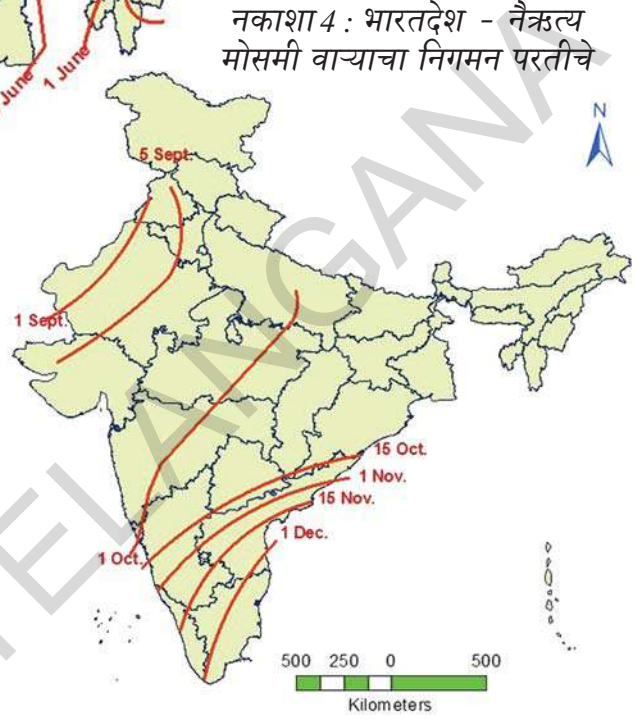 June
1 June
नकाशा 4 : भारतदेश - नैऋत्य
मोसमी वाऱ्याचा निगमन परतीचे
N
5 Sept.
1 Sept.
15 Oct.
1 Nov.
15 Nov.
1 Dec.
1 Oct.
500 250 0 500
Kilometers
TELANGANA